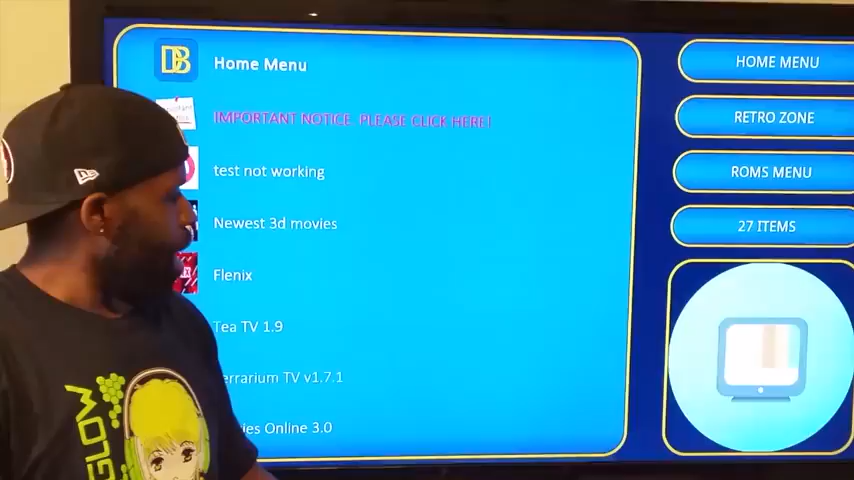 DB
Home Menu
IMPORTANT NOTICE. PLEASE CLICK HERE!
test not working
Newest 3d movies
Flenix
Tea TV 1.9
errarium TV v1.7.1
ies Online 3.0
HOME MENU
RETRO ZONE
ROMS MENU
27 ITEMS
GLOW